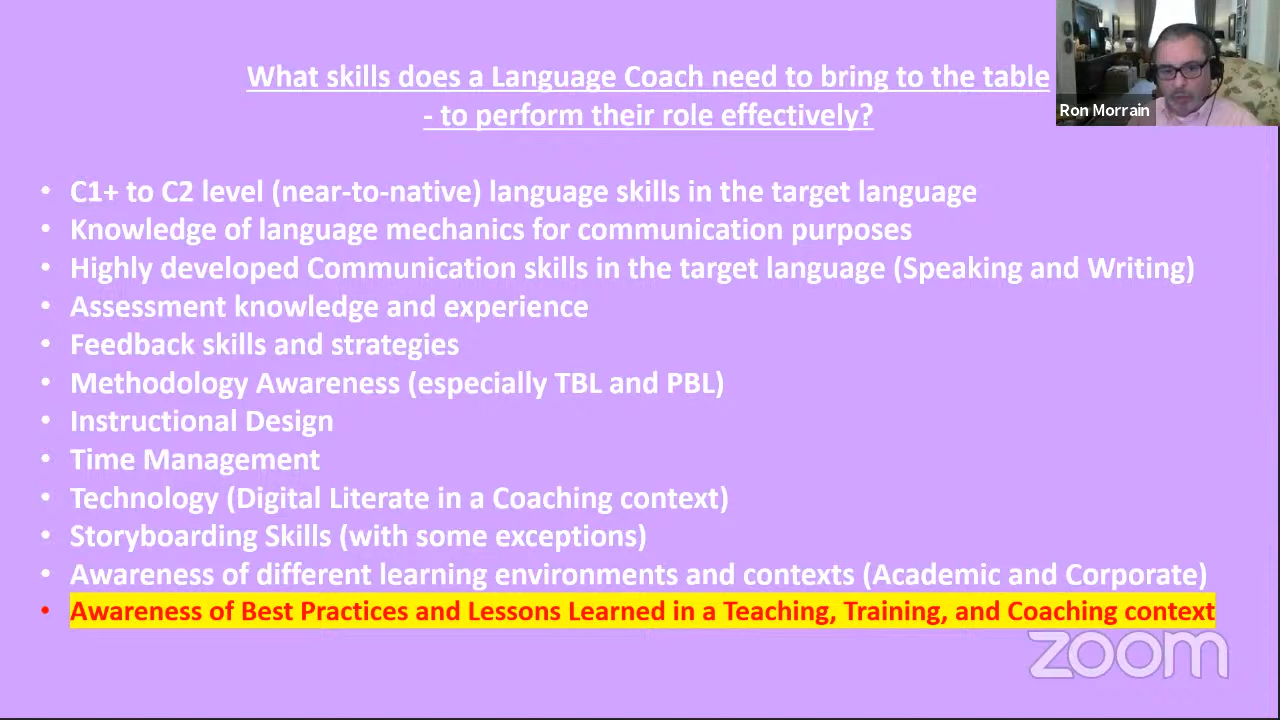 What skills does a Language Coach need to bring to the table
- to perform their role effectively?
Ron Morrain
• C1+ to C2 level (near-to-native) language skills in the target language
• Knowledge of language mechanics for communication purposes
• Highly developed Communication skills in the target language (Speaking and Writing)
• Assessment knowledge and experience
• Feedback skills and strategies
• Methodology Awareness (especially TBL and PBL)
• Instructional Design
• Time Management
• Technology (Digital Literate in a Coaching context)
• Storyboarding Skills (with some exceptions)
• Awareness of different learning environments and contexts (Academic and Corporate)
• Awareness of Best Practices and Lessons Learned in a Teaching, Training, and Coaching context
zoom